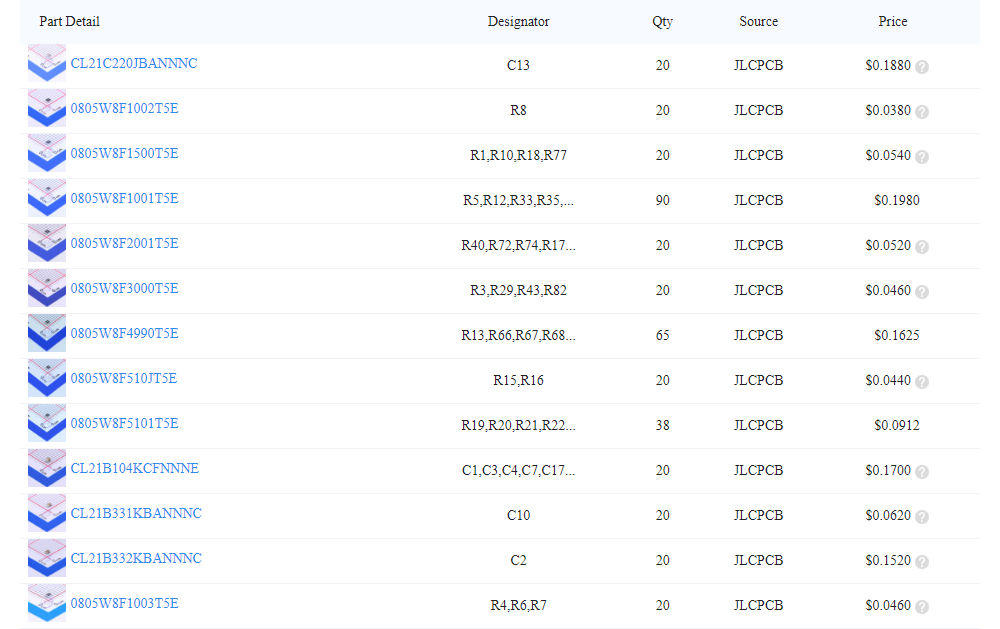 Part Detail Designator Qty Source Price
CL21C220JBANNNC C13 20 JLCPCB $0.1880 ?
0805W8F1002T5E R8 20 JLCPCB $0.0380 ?
0805W8F1500T5E R1,R10,R18,R77 20 JLCPCB $0.0540 ?
0805W8F1001T5E R5,R12,R33,R35,... 90 JLCPCB $0.1980
0805W8F2001T5E R40,R72,R74,R17... 20 JLCPCB $0.0520 ?
0805W8F3000T5E R3,R29,R43,R82 20 JLCPCB $0.0460 ?
0805W8F4990T5E R13,R66,R67,R68... 65 JLCPCB $0.1625
0805W8F510JT5E R15,R16 20 JLCPCB $0.0440 ?
0805W8F5101T5E R19,R20,R21,R22... 38 JLCPCB $0.0912
CL21B104KCFNNNE C1,C3,C4,C7,C17... 20 JLCPCB $0.1700 ?
CL21B331KBANNNC C10 20 JLCPCB $0.0620 ?
CL21B332KBANNNC C2 20 JLCPCB $0.1520 ?
0805W8F1003T5E R4,R6,R7 20 JLCPCB $0.0460 ?